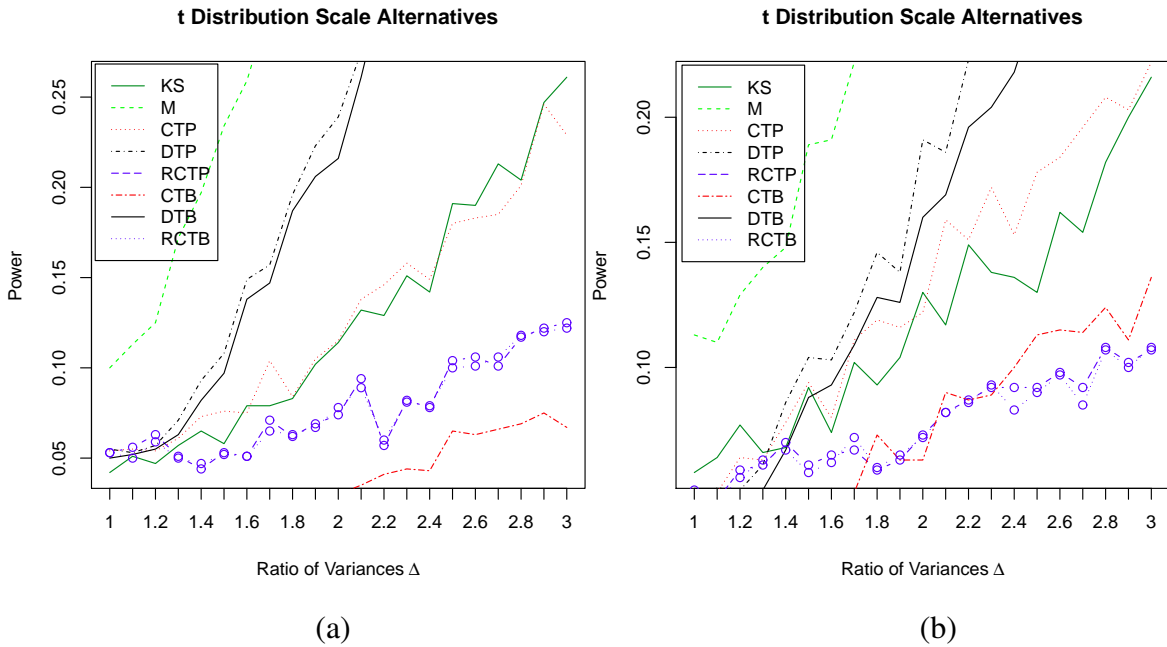 t Distribution Scale Alternatives
Power
0.25
0.20
0.15
0.10
0.05
KS
M
CTP
DTP
RCTP
CTB
DTB
RCTB
1 1.2 1.4 1.6 1.8 2 2.2 2.4 2.6 2.8 3
Ratio of Variances Δ
(a)
t Distribution Scale Alternatives
Power
0.20
0.15
0.10
KS
M
CTP
DTP
RCTP
CTB
DTB
RCTB
1 1.2 1.4 1.6 1.8 2 2.2 2.4 2.6 2.8 3
Ratio of Variances Δ
(b)